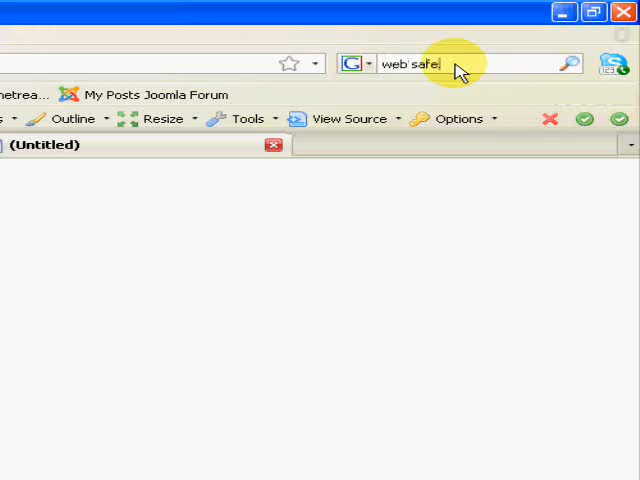 web safe
netrea... My Posts Joomla Forum
s Outline Resize Tools View Source Options
(Untitled)